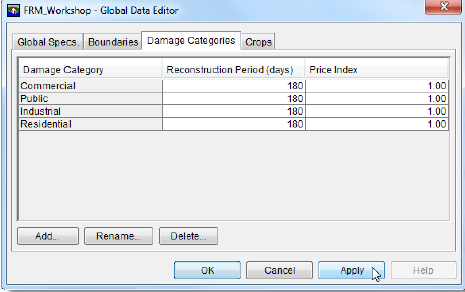 FRM_Workshop - Global Data Editor
Global Specs. Boundaries Damage Categories Crops
Damage Category Reconstruction Period (days) Price Index
Commercial 180 1.00
Public 180 1.00
Industrial 180 1.00
Residential 180 1.00
Add... Rename... Delete...
OK Cancel Apply Help